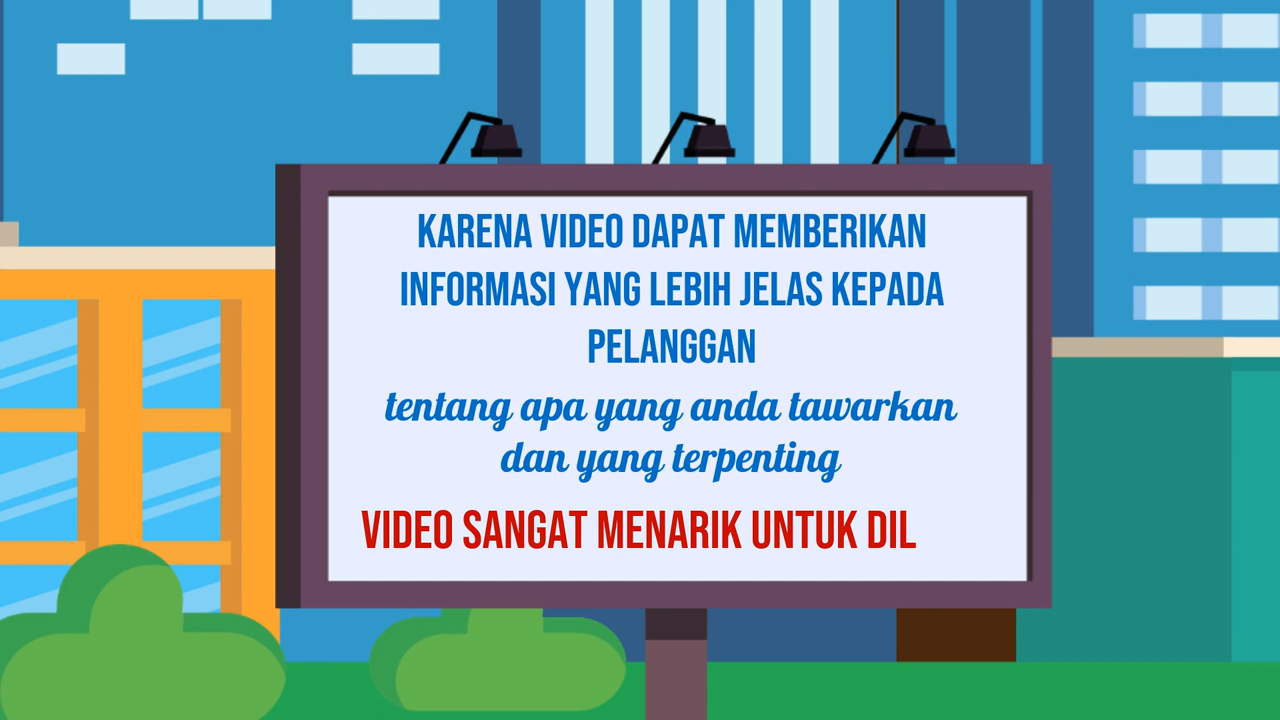 KARENA VIDEO DAPAT MEMBERIKAN
INFORMASI YANG LEBIH JELAS KEPADA
PELANGGAN
tentang apa yang anda tawarkan
dan yang terpenting
VIDEO SANGAT MENARIK UNTUK DIL